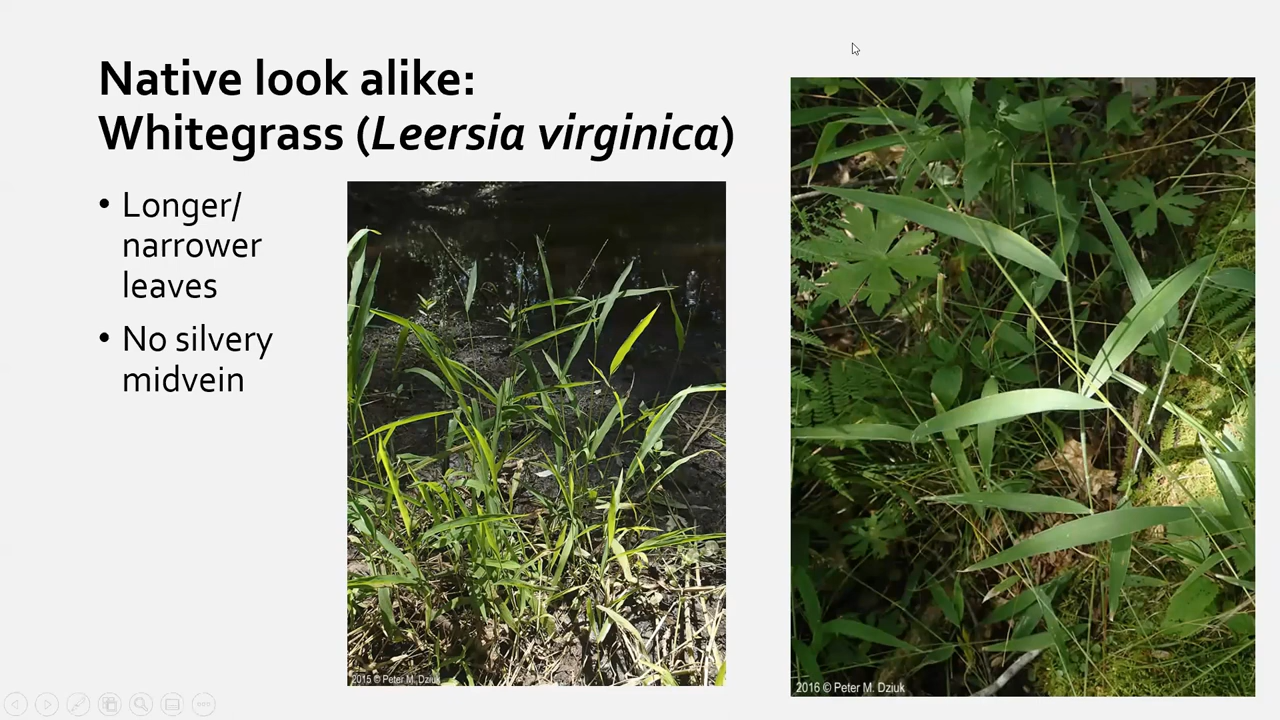 Native look alike:
Whitegrass (Leersia virginica)
• Longer/
narrower
leaves
• No silvery
midvein
2015 © Peter M. Dziuk
2016 © Peter M. Dziuk